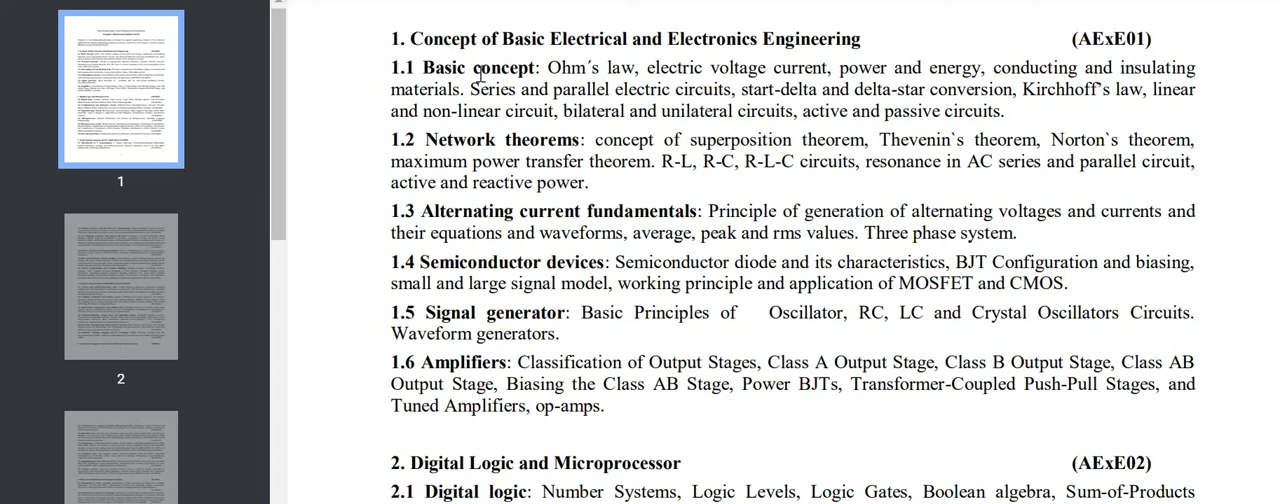 1. Concept of Basic Electrical and Electronics Engineering (AExE01)
1.1 Basic concept: Ohm´s law, electric voltage current, power and energy, conducting and insulating
materials. Series and parallel electric circuits, start-delta and delta-star conversion, Kirchhoff's law, linear
and non-linear circuit, bilateral and unilateral circuits, active and passive circuits.
1.2 Network theorems: concept of superposition theorem, Thevenin`s theorem, Norton`s theorem,
maximum power transfer theorem. R-L, R-C, R-L-C circuits, resonance in AC series and parallel circuit,
active and reactive power.
1.3 Alternating current fundamentals: Principle of generation of alternating voltages and currents and
their equations and waveforms, average, peak and rms values. Three phase system.
1.4 Semiconductor devices: Semiconductor diode and its characteristics, BJT Configuration and biasing,
small and large signal model, working principle and application of MOSFET and CMOS.
1.5 Signal generator: Basic Principles of Oscillator, RC, LC and Crystal Oscillators Circuits.
Waveform generators.
1.6 Amplifiers: Classification of Output Stages, Class A Output Stage, Class B Output Stage, Class AB
Output Stage, Biasing the Class AB Stage, Power BJTs, Transformer-Coupled Push-Pull Stages, and
Tuned Amplifiers, op-amps.
2. Digital Logic and Microprocessor (AExE02)
2.1 Digital logic: Number Systems, Logic Levels, Logic Gates, Boolean algebra, Sum-of-Products
1
2